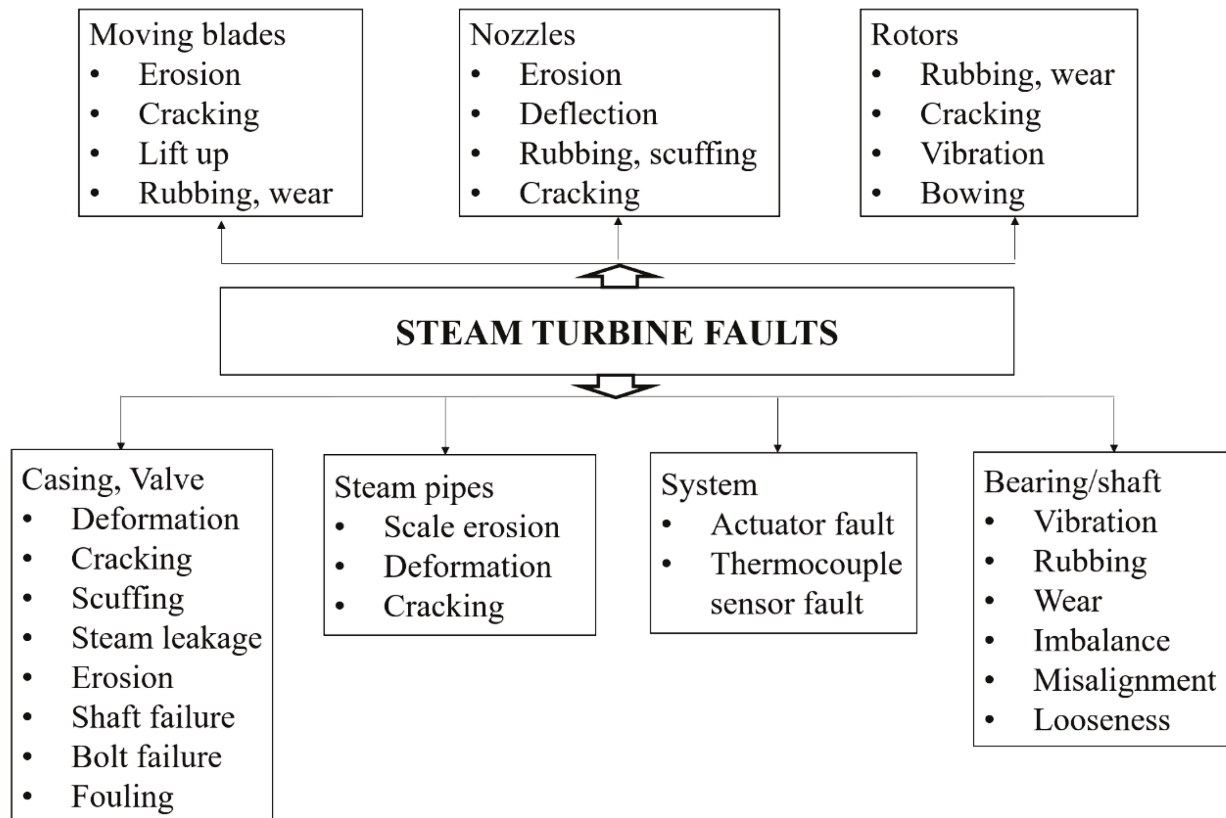 Moving blades
• Erosion
• Cracking
• Lift up
• Rubbing, wear
Nozzles
• Erosion
• Deflection
• Rubbing, scuffing
• Cracking
Rotors
• Rubbing, wear
• Cracking
• Vibration
• Bowing
STEAM TURBINE FAULTS
Casing, Valve
• Deformation
• Cracking
• Scuffing
• Steam leakage
• Erosion
• Shaft failure
• Bolt failure
• Fouling
Steam pipes
• Scale erosion
• Deformation
• Cracking
System
• Actuator fault
• Thermocouple
sensor fault
Bearing/shaft
• Vibration
• Rubbing
• Wear
• Imbalance
• Misalignment
• Looseness